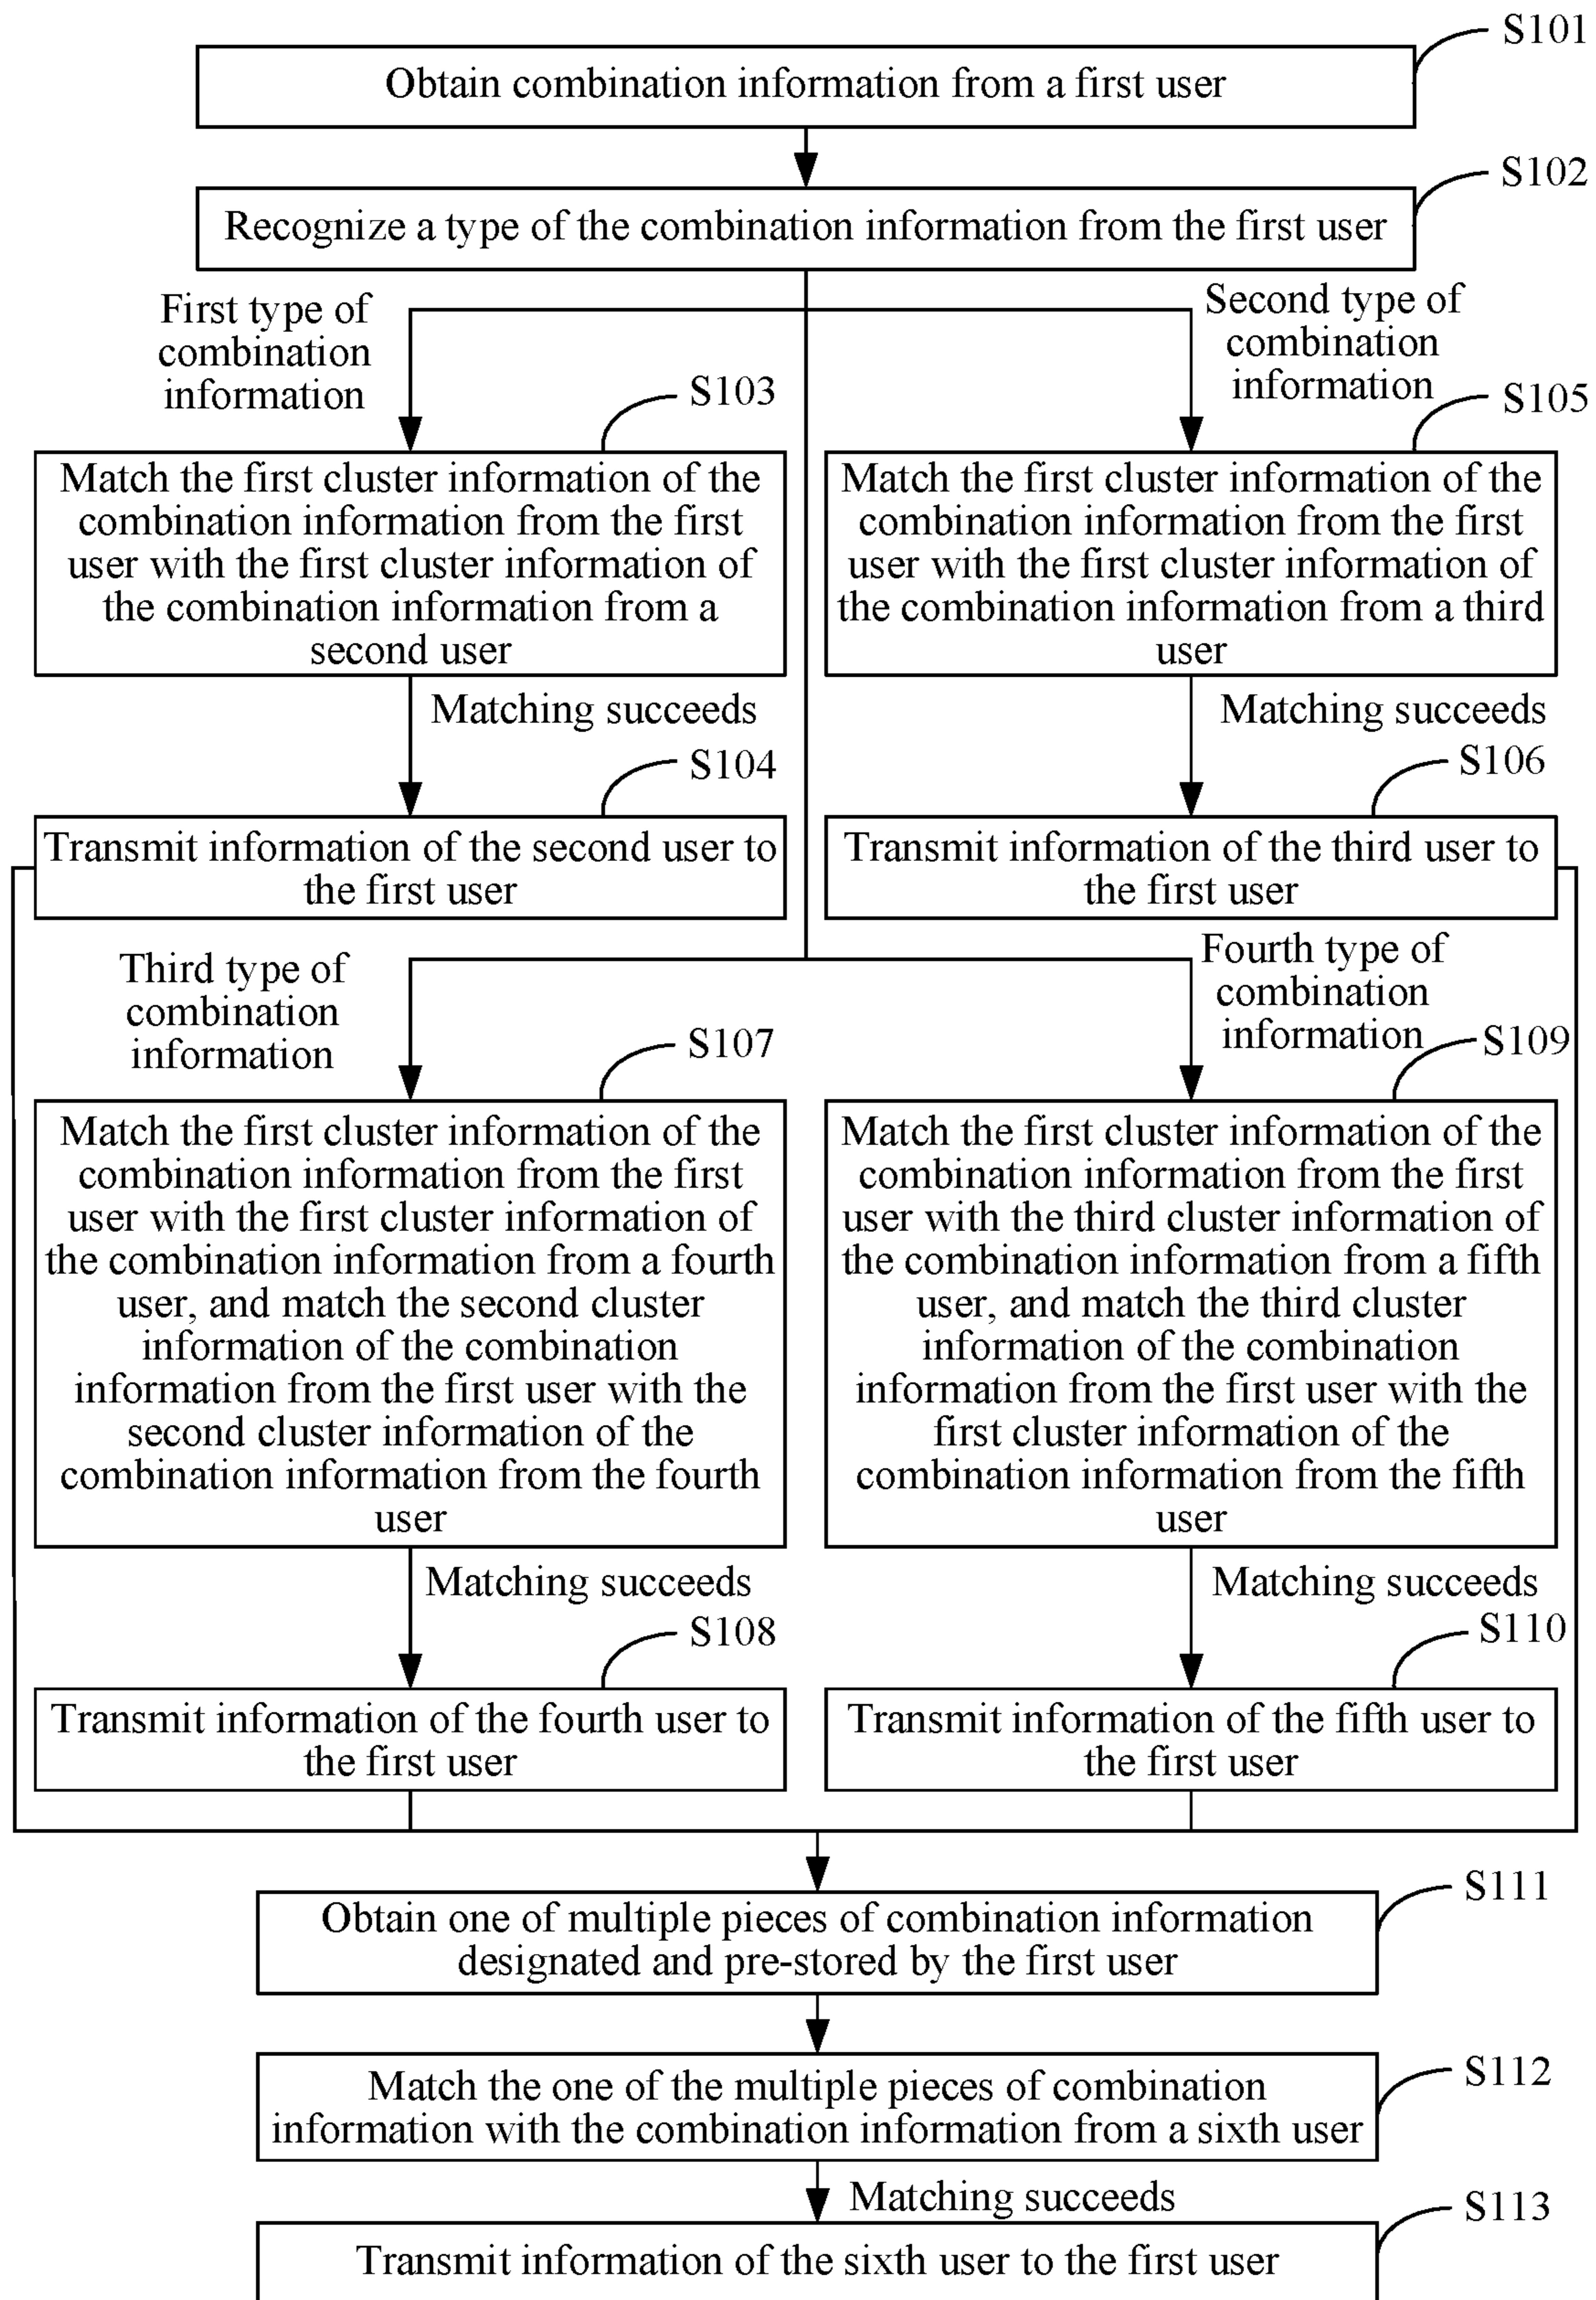 S101
Obtain combination information from a first user
S102
Recognize a type of the combination information from the first user
First type of
combination
information
Second type of
combination
information
S103
S105
Match the first cluster information of the
combination information from the first
user with the first cluster information of
the combination information from a
second user
Match the first cluster information of the
combination information from the first
user with the first cluster information of
the combination information from a third
user
Matching succeeds
Matching succeeds
S104
S106
Transmit information of the second user to
the first user
Transmit information of the third user to
the first user
Third type of
combination
information
Fourth type of
combination
information
S107
S109
Match the first cluster information of the
combination information from the first
user with the first cluster information of
the combination information from a fourth
user, and match the second cluster
information of the combination
information from the first user with the
second cluster information of the
combination information from the fourth
user
Match the first cluster information of the
combination information from the first
user with the third cluster information of
the combination information from a fifth
user, and match the third cluster
information of the combination
information from the first user with the
first cluster information of the
combination information from the fifth
user
Matching succeeds
Matching succeeds
S108
S110
Transmit information of the fourth user to
the first user
Transmit information of the fifth user to
the first user
S111
Obtain one of multiple pieces of combination information
designated and pre-stored by the first user
S112
Match the one of the multiple pieces of combination
information with the combination information from a sixth user
Matching succeeds
S113
Transmit information of the sixth user to the first user